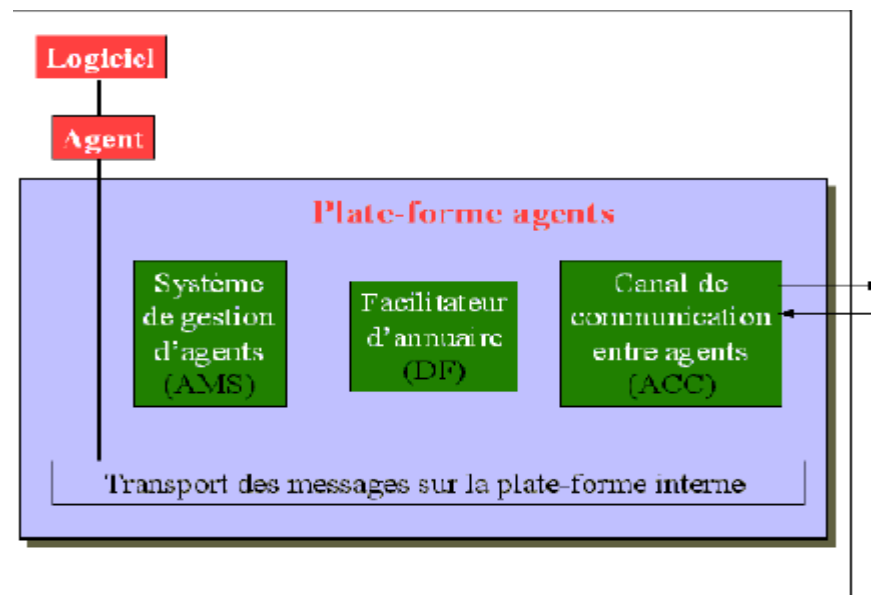 Logiciel
Agent
Plate-forme agents
Système
de gestion
d'agents
(AMS)
Facilitateur
d'annuaire
(DF)
Canal de
communication
entre agents
(ACC)
Transport des messages sur la plate-forme interne